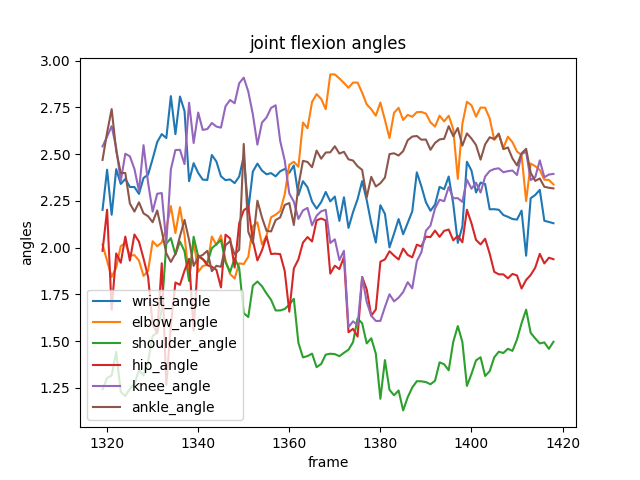 joint flexion angles
3.00
2.75
2.50
2.25
2.00
1.75
1.50
1.25
angles
wrist_angle
elbow_angle
shoulder_angle
hip_angle
knee_angle
ankle_angle
1320 1340 1360 1380 1400 1420
frame